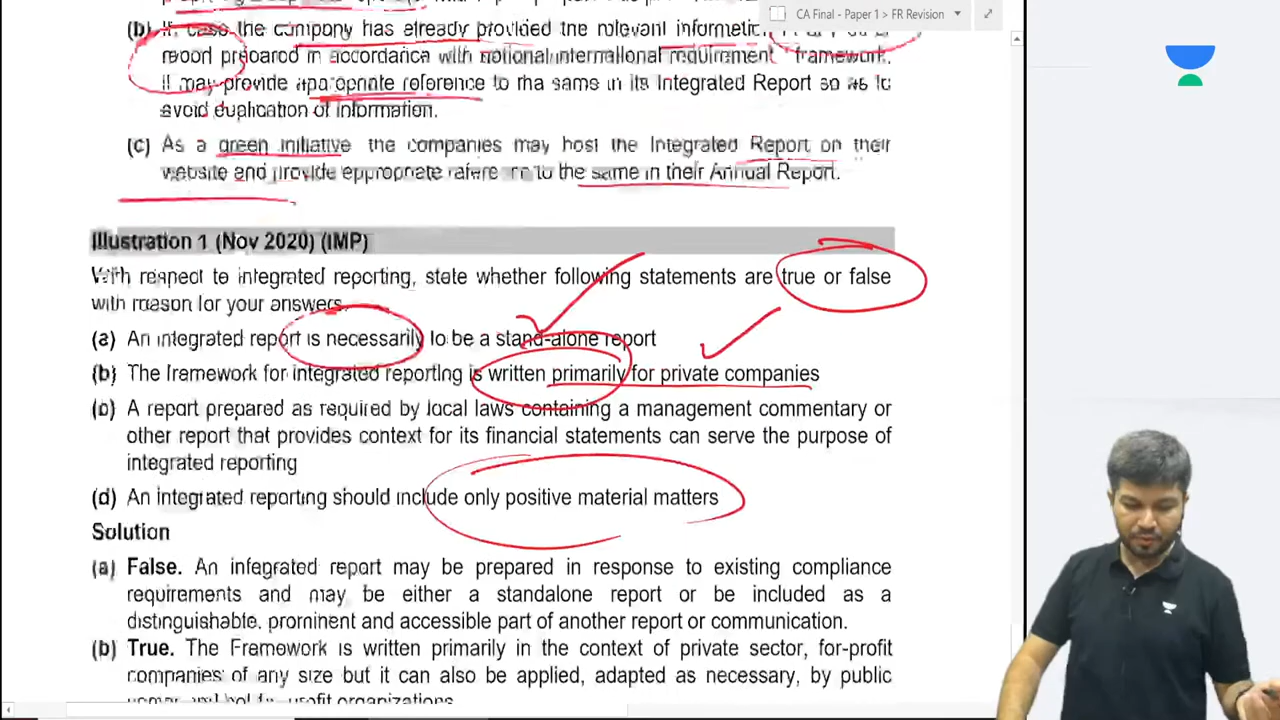 CA Final - Paper 1 > FR Revision
(b) In case the company has already provided the relevant information in any other
report prepared in accordance with national international requirement framework,
it may provide appropriate reference to the same in its Integrated Report so as to
avoid duplication of information.
(c) As a green initiative the companies may host the Integrated Report on their
website and provide appropriate reference to the same in their Annual Report.
Illustration 1 (Nov 2020) (IMP)
With respect to integrated reporting, state whether following statements are true or false
with reason for your answers.
(a) An integrated report is necessarily to be a stand-alone report
(b) The framework for integrated reporting is written primarily for private companies
(c) A report prepared as required by local laws containing a management commentary or
other report that provides context for its financial statements can serve the purpose of
integrated reporting
(d) An integrated reporting should include only positive material matters
Solution
(a) False. An integrated report may be prepared in response to existing compliance
requirements and may be either a standalone report or be included as a
distinguishable, prominent and accessible part of another report or communication.
(b) True. The Framework is written primarily in the context of private sector, for-profit
companies of any size but it can also be applied, adapted as necessary, by public
profit organizations